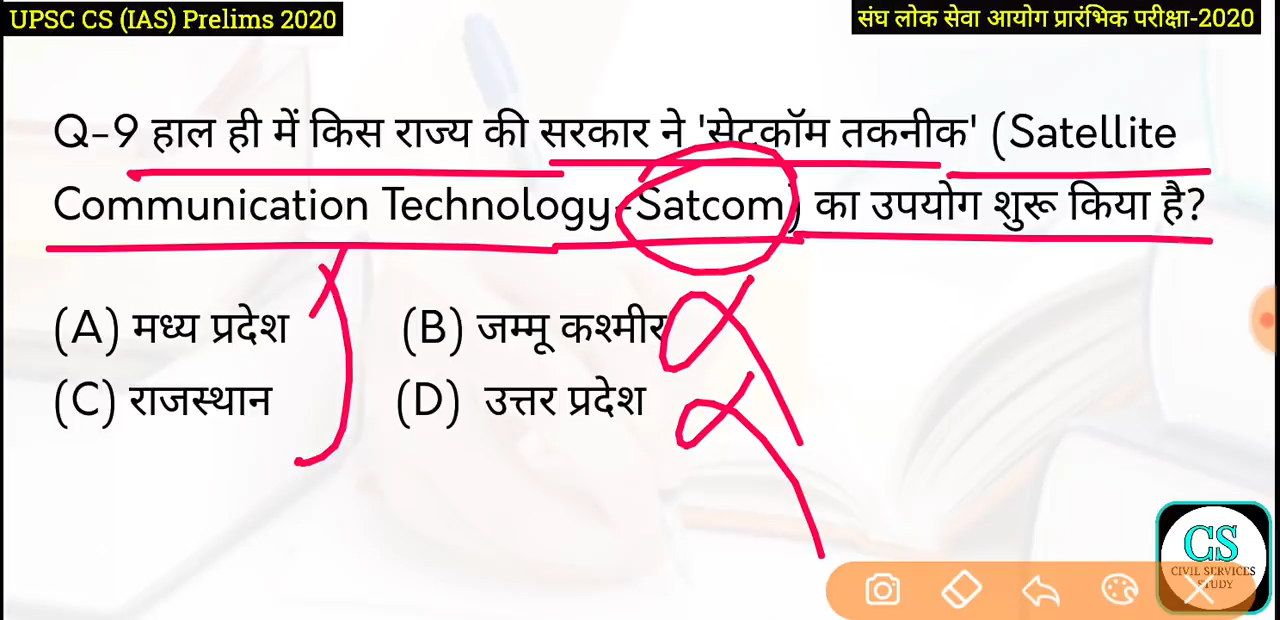 UPSC CS (IAS) Prelims 2020
संघ लोक सेवा आयोग प्रारंभिक परीक्षा-2020
Q-9 हाल ही में किस राज्य की सरकार ने 'सेटकॉम तकनीक' (Satellite
Communication Technology-Satcom) का उपयोग शुरू किया है?
(A) मध्य प्रदेश (B) जम्मू कश्मीर
(C) राजस्थान (D) उत्तर प्रदेश
CS
CIVIL SERVICES
STUDY